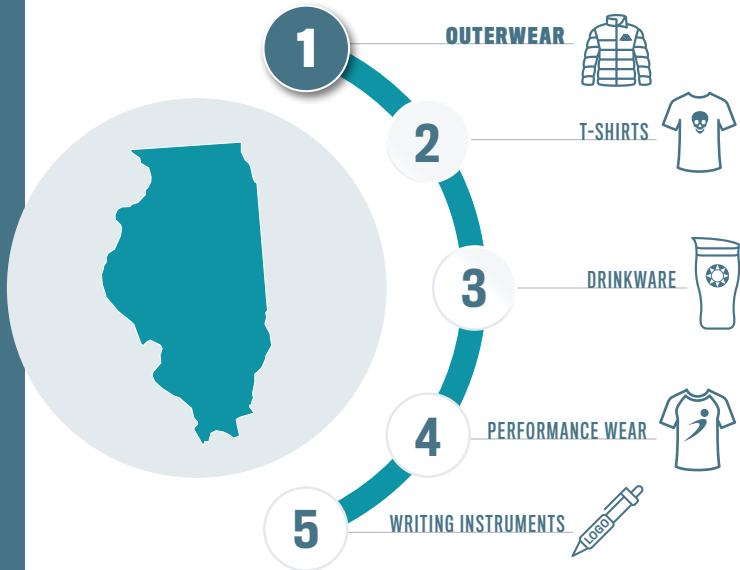 1
OUTERWEAR
2
T-SHIRTS
3
DRINKWARE
4
PERFORMANCE WEAR
5
WRITING INSTRUMENTS
LOGO